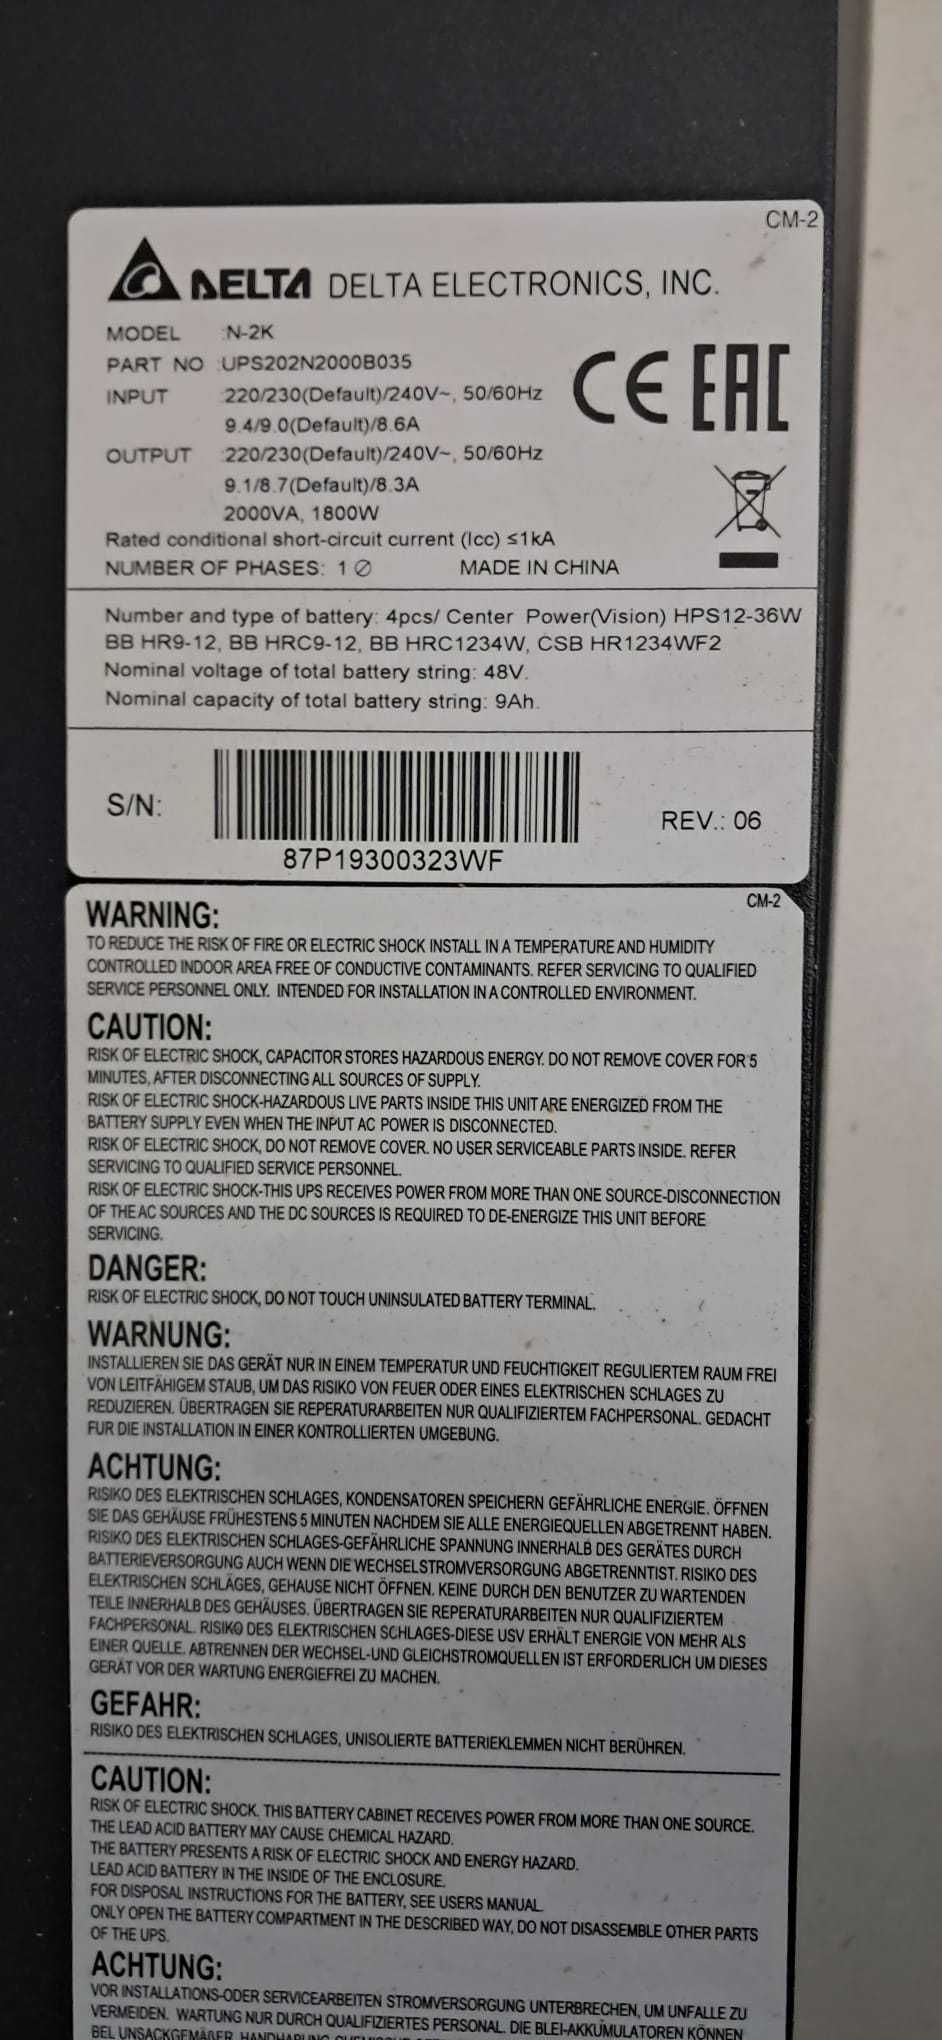 CM-2
DELTA DELTA ELECTRONICS, INC.
MODEL :N-2K
PART NO :UPS202N2000B035
INPUT :220/230(Default)/240V~, 50/60Hz
9.4/9.0(Default)/8.6A
OUTPUT :220/230(Default)/240V~, 50/60Hz
9.1/8.7(Default)/8.3A
2000VA, 1800W
CE EAC
Rated conditional short-circuit current (Icc) ≤1kA
NUMBER OF PHASES: 1 ∅ MADE IN CHINA
Number and type of battery: 4pcs/ Center Power(Vision) HPS12-36W
BB HR9-12, BB HRC9-12, BB HRC1234W, CSB HR1234WF2
Nominal voltage of total battery string: 48V.
Nominal capacity of total battery string: 9Ah.
S/N:
87P19300323WF
REV.: 06
CM-2
WARNING:
TO REDUCE THE RISK OF FIRE OR ELECTRIC SHOCK INSTALL IN A TEMPERATURE AND HUMIDITY
CONTROLLED INDOOR AREA FREE OF CONDUCTIVE CONTAMINANTS. REFER SERVICING TO QUALIFIED
SERVICE PERSONNEL ONLY. INTENDED FOR INSTALLATION IN A CONTROLLED ENVIRONMENT.
CAUTION:
RISK OF ELECTRIC SHOCK, CAPACITOR STORES HAZARDOUS ENERGY. DO NOT REMOVE COVER FOR 5
MINUTES, AFTER DISCONNECTING ALL SOURCES OF SUPPLY.
RISK OF ELECTRIC SHOCK-HAZARDOUS LIVE PARTS INSIDE THIS UNIT ARE ENERGIZED FROM THE
BATTERY SUPPLY EVEN WHEN THE INPUT AC POWER IS DISCONNECTED.
RISK OF ELECTRIC SHOCK, DO NOT REMOVE COVER. NO USER SERVICEABLE PARTS INSIDE. REFER
SERVICING TO QUALIFIED SERVICE PERSONNEL.
RISK OF ELECTRIC SHOCK-THIS UPS RECEIVES POWER FROM MORE THAN ONE SOURCE-DISCONNECTION
OF THE AC SOURCES AND THE DC SOURCES IS REQUIRED TO DE-ENERGIZE THIS UNIT BEFORE
SERVICING.
DANGER:
RISK OF ELECTRIC SHOCK, DO NOT TOUCH UNINSULATED BATTERY TERMINAL.
WARNUNG:
INSTALLIEREN SIE DAS GERÄT NUR IN EINEM TEMPERATUR UND FEUCHTIGKEIT REGULIERTEM RAUM FREI
VON LEITFÄHIGEM STAUB, UM DAS RISIKO VON FEUER ODER EINES ELEKTRISCHEN SCHLAGES ZU
REDUZIEREN. ÜBERTRAGEN SIE REPERATURARBEITEN NUR QUALIFIZIERTEM FACHPERSONAL. GEDACHT
FUR DIE INSTALLATION IN EINER KONTROLLIERTEN UMGEBUNG.
ACHTUNG:
RISIKO DES ELEKTRISCHEN SCHLAGES, KONDENSATOREN SPEICHERN GEFÄHRLICHE ENERGIE. ÖFFNEN
SIE DAS GEHÄUSE FRÜHESTENS 5 MINUTEN NACHDEM SIE ALLE ENERGIEQUELLEN ABGETRENNT HABEN.
RISIKO DES ELEKTRISCHEN SCHLAGES-GEFÄHRLICHE SPANNUNG INNERHALB DES GERÄTES DURCH
BATTERIEVERSORGUNG AUCH WENN DIE WECHSELSTROMVERSORGUNG ABGETRENNTIST. RISIKO DES
ELEKTRISCHEN SCHLÄGES, GEHAUSE NICHT ÖFFNEN. KEINE DURCH DEN BENUTZER ZU WARTENDEN
TEILE INNERHALB DES GEHÄUSES. ÜBERTRAGEN SIE REPERATURARBEITEN NUR QUALIFIZIERTEM
FACHPERSONAL. RISIKO DES ELEKTRISCHEN SCHLAGES-DIESE USV ERHÄLT ENERGIE VON MEHR ALS
EINER QUELLE. ABTRENNEN DER WECHSEL-UND GLEICHSTROMQUELLEN IST ERFORDERLICH UM DIESES
GERÄT VOR DER WARTUNG ENERGIEFREI ZU MACHEN.
GEFAHR:
RISIKO DES ELEKTRISCHEN SCHLAGES, UNISOLIERTE BATTERIEKLEMMEN NICHT BERÜHREN.
CAUTION:
RISK OF ELECTRIC SHOCK. THIS BATTERY CABINET RECEIVES POWER FROM MORE THAN ONE SOURCE.
THE LEAD ACID BATTERY MAY CAUSE CHEMICAL HAZARD.
THE BATTERY PRESENTS A RISK OF ELECTRIC SHOCK AND ENERGY HAZARD.
LEAD ACID BATTERY IN THE INSIDE OF THE ENCLOSURE.
FOR DISPOSAL INSTRUCTIONS FOR THE BATTERY, SEE USERS MANUAL.
ONLY OPEN THE BATTERY COMPARTMENT IN THE DESCRIBED WAY, DO NOT DISASSEMBLE OTHER PARTS
OF THE UPS.
ACHTUNG:
VOR INSTALLATIONS-ODER SERVICEARBEITEN STROMVERSORGUNG UNTERBRECHEN, UM UNFALLE ZU
VERMEIDEN. WARTUNG NUR DURCH QUALIFIZIERTES PERSONAL. DIE BLEI-AKKUMULATOREN KÖNNEN
BEI UNSACKGEMÄßER HANDHABUNG